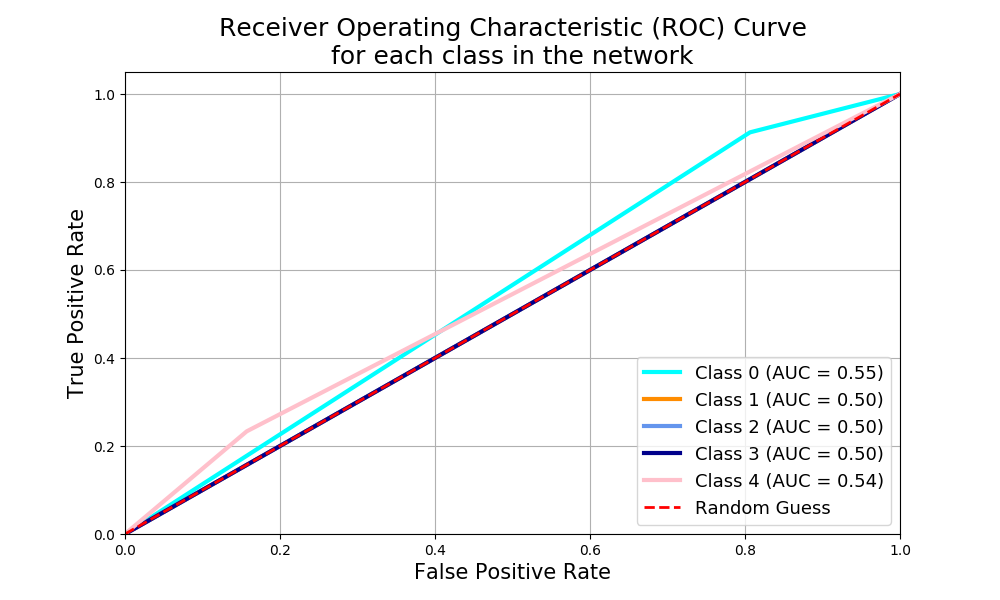 Receiver Operating Characteristic (ROC) Curve
for each class in the network
True Positive Rate
1.0
0.8
0.6
0.4
0.2
0.0
0.0 0.2 0.4 0.6 0.8 1.0
False Positive Rate
Class 0 (AUC = 0.55)
Class 1 (AUC = 0.50)
Class 2 (AUC = 0.50)
Class 3 (AUC = 0.50)
Class 4 (AUC = 0.54)
Random Guess